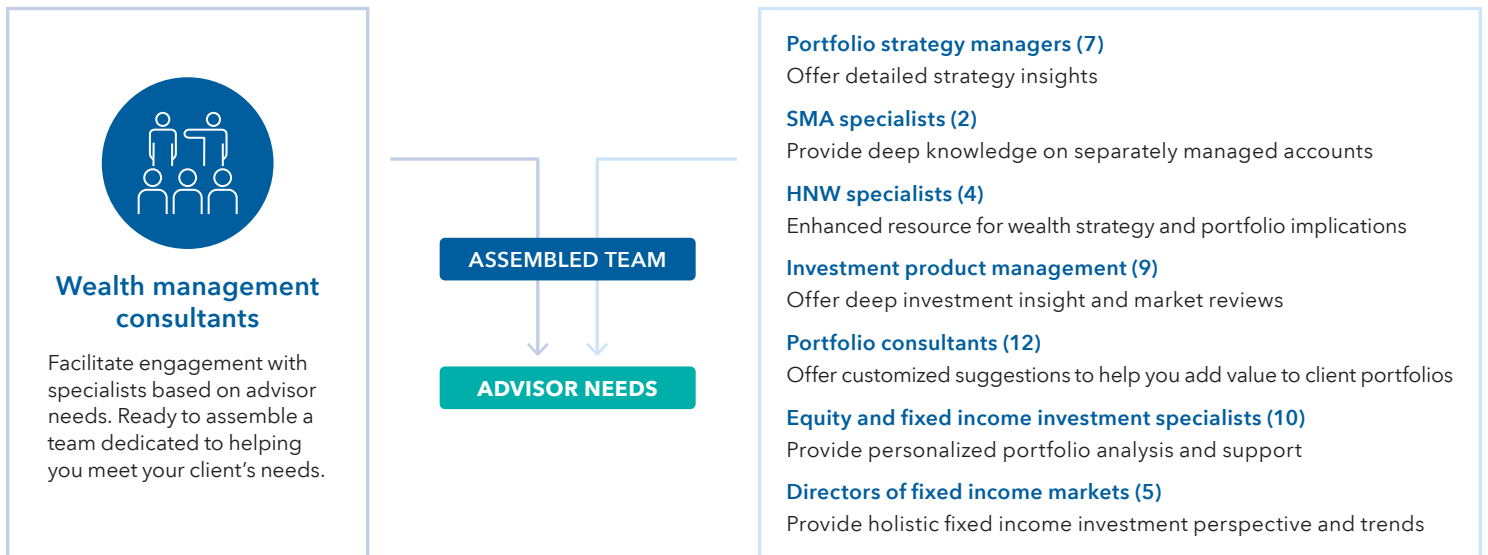 Wealth management
consultants
Facilitate engagement with
specialists based on advisor
needs. Ready to assemble a
team dedicated to helping
you meet your client’s needs.
ASSEMBLED TEAM
ADVISOR NEEDS
Portfolio strategy managers (7)
Offer detailed strategy insights
SMA specialists (2)
Provide deep knowledge on separately managed accounts
HNW specialists (4)
Enhanced resource for wealth strategy and portfolio implications
Investment product management (9)
Offer deep investment insight and market reviews
Portfolio consultants (12)
Offer customized suggestions to help you add value to client portfolios
Equity and fixed income investment specialists (10)
Provide personalized portfolio analysis and support
Directors of fixed income markets (5)
Provide holistic fixed income investment perspective and trends